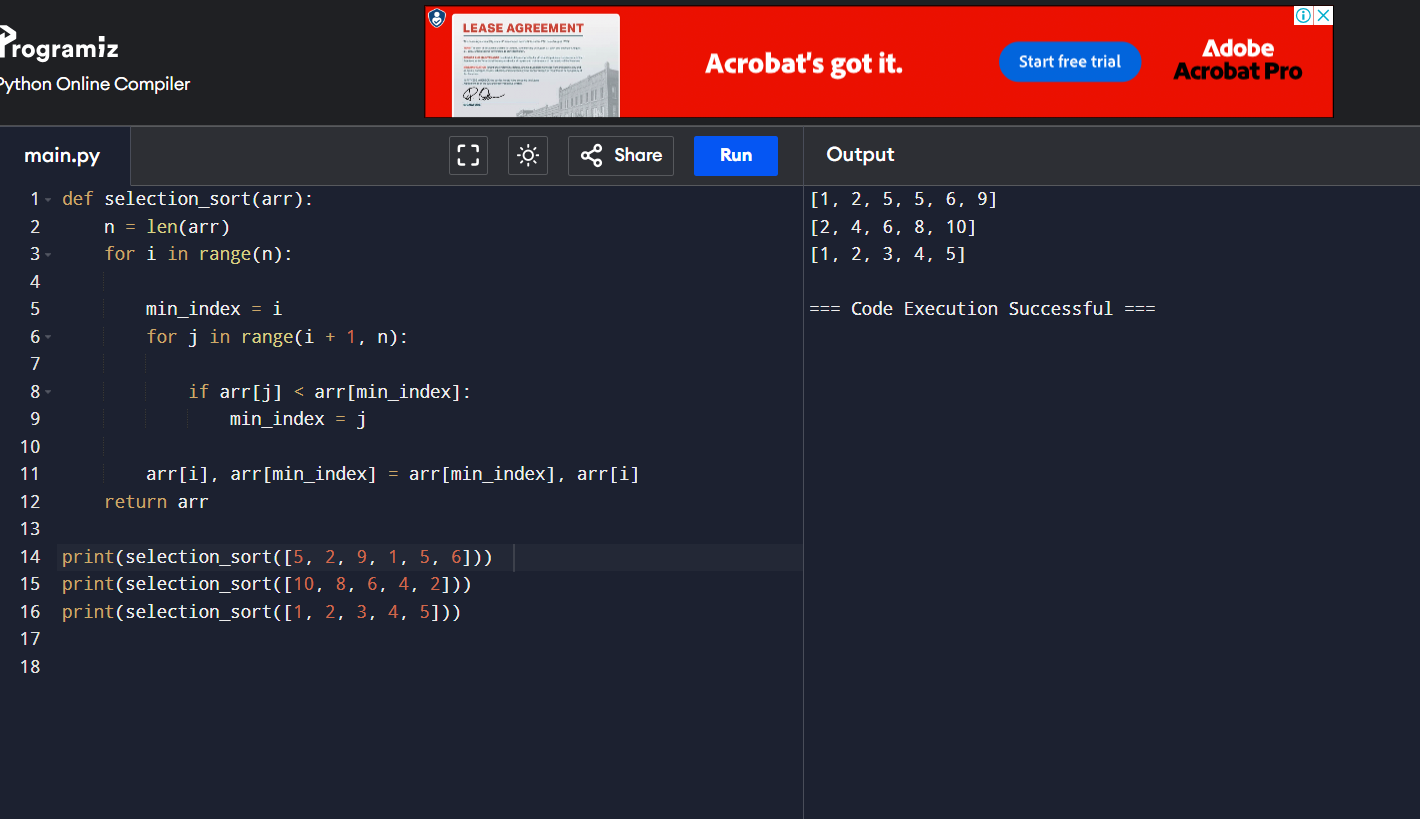 Programiz
Python Online Compiler
LEASE AGREEMENT
Acrobat's got it.
Start free trial
Adobe
Acrobat Pro
main.py
Share
Run
Output
1 def selection_sort(arr):
2     n = len(arr)
3     for i in range(n):
4
5         min_index = i
6         for j in range(i + 1, n):
7
8             if arr[j] < arr[min_index]:
9                 min_index = j
10
11         arr[i], arr[min_index] = arr[min_index], arr[i]
12     return arr
13
14 print(selection_sort([5, 2, 9, 1, 5, 6]))
15 print(selection_sort([10, 8, 6, 4, 2]))
16 print(selection_sort([1, 2, 3, 4, 5]))
17
18
[1, 2, 5, 5, 6, 9]
[2, 4, 6, 8, 10]
[1, 2, 3, 4, 5]
=== Code Execution Successful ===